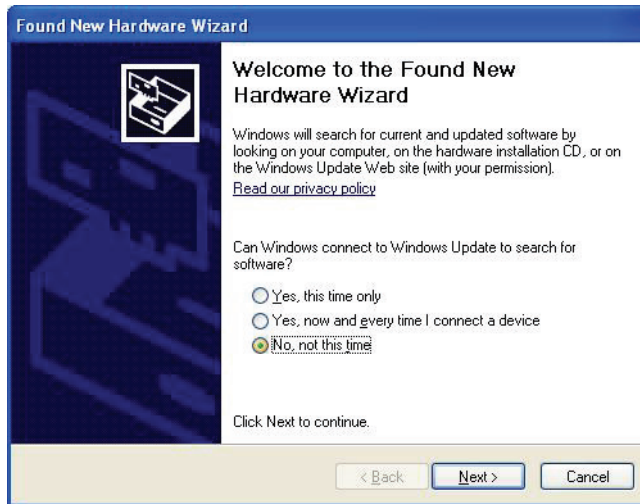 Found New Hardware Wizard
Welcome to the Found New
Hardware Wizard
Windows will search for current and updated software by
looking on your computer, on the hardware installation CD, or on
the Windows Update Web site (with your permission).
Read our privacy policy
Can Windows connect to Windows Update to search for
software?
Yes, this time only
Yes, now and every time I connect a device
No, not this time
Click Next to continue.
< Back Next > Cancel